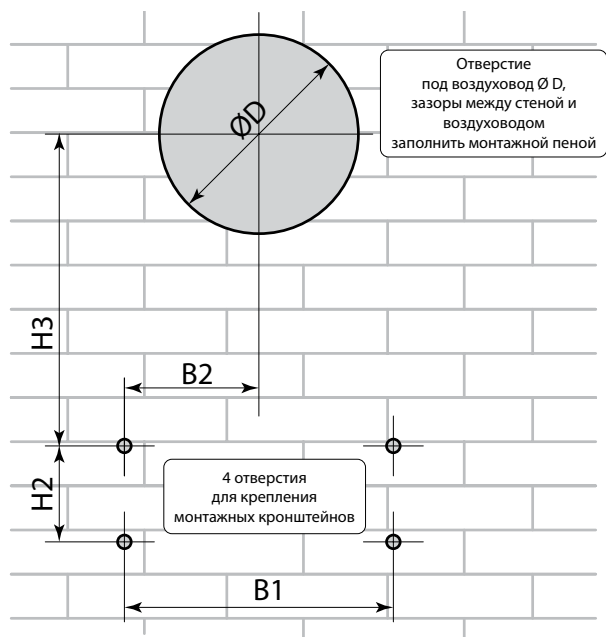 Отверстие
под воздуховод Ø D,
зазоры между стеной и
воздуховодом
заполнить монтажной пеной
ØD
H3
B2
H2
4 отверстия
для крепления
монтажных кронштейнов
B1